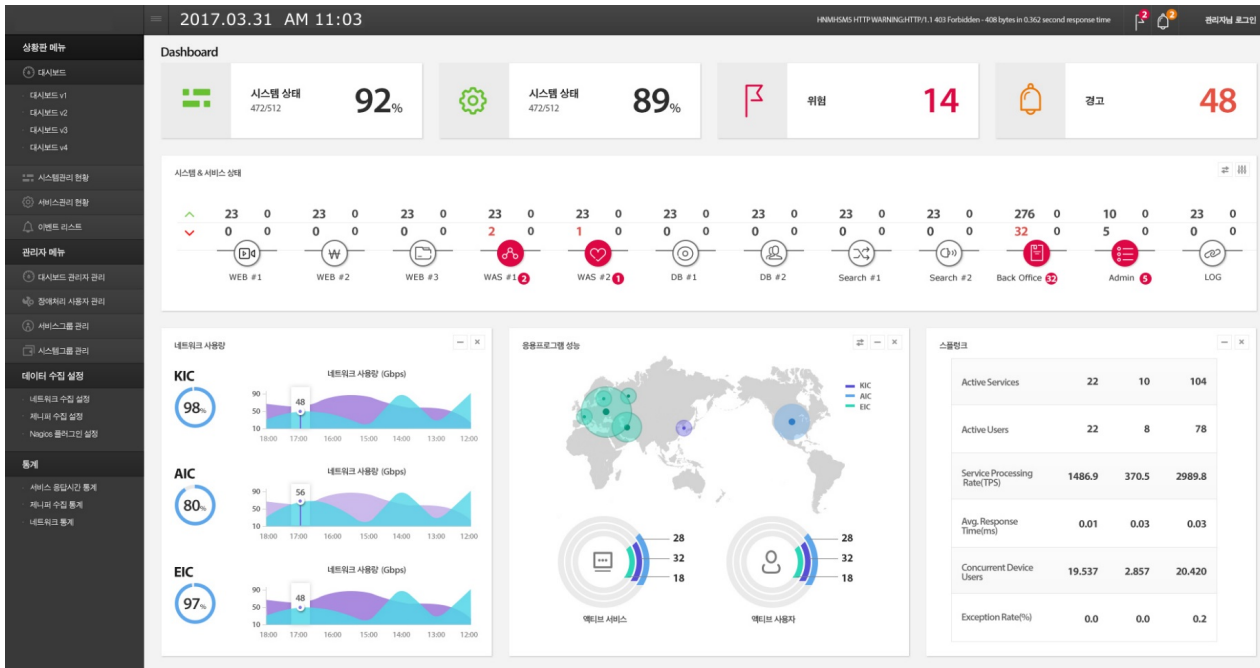 2017.03.31 AM 11:03
HNMHSMS HTTP WARNING:HTTP/1.1 403 Forbidden - 408 bytes in 0.362 second response time
2
2
관리자님 로그인
상황판 메뉴
대시보드
대시보드 v1
대시보드 v2
대시보드 v3
대시보드 v4
시스템관리 현황
서비스관리 현황
이벤트 리스트
관리자 메뉴
대시보드 관리자 관리
장애처리 사용자 관리
서비스그룹 관리
시스템그룹 관리
데이터 수집 설정
네트워크 수집 설정
제니퍼 수집 설정
Nagios 플러그인 설정
통계
서비스 응답시간 통계
제니퍼 수집 통계
네트워크 통계
Dashboard
시스템 상태
472/512
92%
시스템 상태
472/512
89%
위험
14
경고
48
시스템 & 서비스 상태
23 0 23 0 23 0 23 0 23 0 23 0 23 0 23 0 23 0 276 0 10 0 23 0
0 0 0 0 0 0 2 0 1 0 0 0 0 0 0 0 0 0 32 0 5 0 0 0
WEB #1 WEB #2 WEB #3 WAS #1 2 WAS #2 1 DB #1 DB #2 Search #1 Search #2 Back Office 32 Admin 5 LOG
네트워크 사용량
KIC
98%
네트워크 사용량 (Gbps)
90
50
10
48
18:00 17:00 16:00 15:00 14:00 13:00 12:00
AIC
80%
네트워크 사용량 (Gbps)
90
50
10
56
18:00 17:00 16:00 15:00 14:00 13:00 12:00
EIC
97%
네트워크 사용량 (Gbps)
90
50
10
48
18:00 17:00 16:00 15:00 14:00 13:00 12:00
응용프로그램 성능
KIC
AIC
EIC
28
32
18
액티브 서비스
28
32
18
액티브 사용자
스플렁크
Active Services 22 10 104
Active Users 22 8 78
Service Processing
Rate(TPS) 1486.9 370.5 2989.8
Avg. Response
Time(ms) 0.01 0.03 0.03
Concurrent Device
Users 19.537 2.857 20.420
Exception Rate(%) 0.0 0.0 0.2